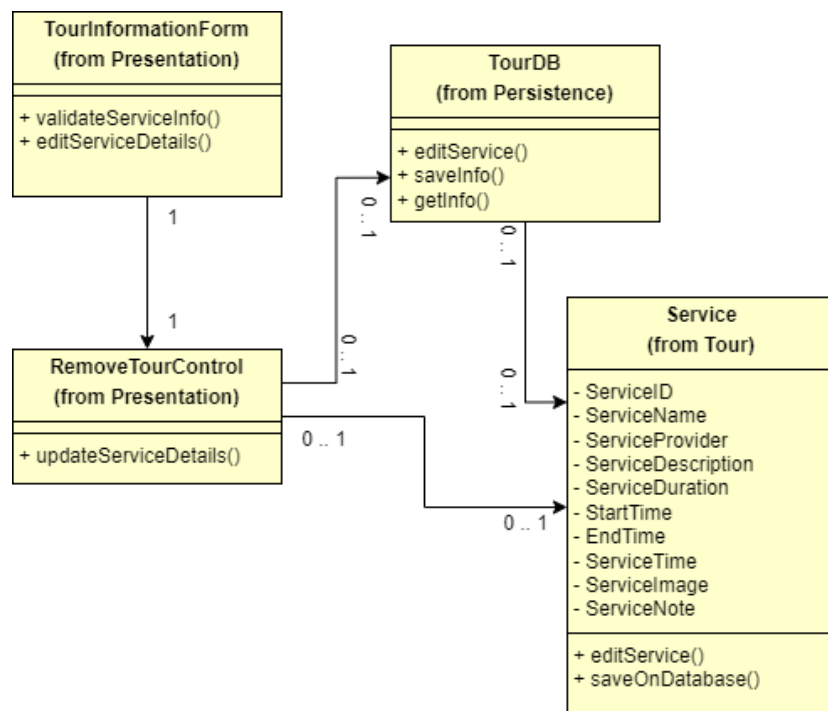 TourInformationForm
(from Presentation)
+ validateServiceInfo()
+ editServiceDetails()
1
1
TourDB
(from Persistence)
+ editService()
+ saveInfo()
+ getInfo()
0 .. 1
0 .. 1
0 .. 1
0 .. 1
RemoveTourControl
(from Presentation)
+ updateServiceDetails()
0 .. 1
0 .. 1
Service
(from Tour)
- ServiceID
- ServiceName
- ServiceProvider
- ServiceDescription
- ServiceDuration
- StartTime
- EndTime
- ServiceTime
- ServiceImage
- ServiceNote
+ editService()
+ saveOnDatabase()